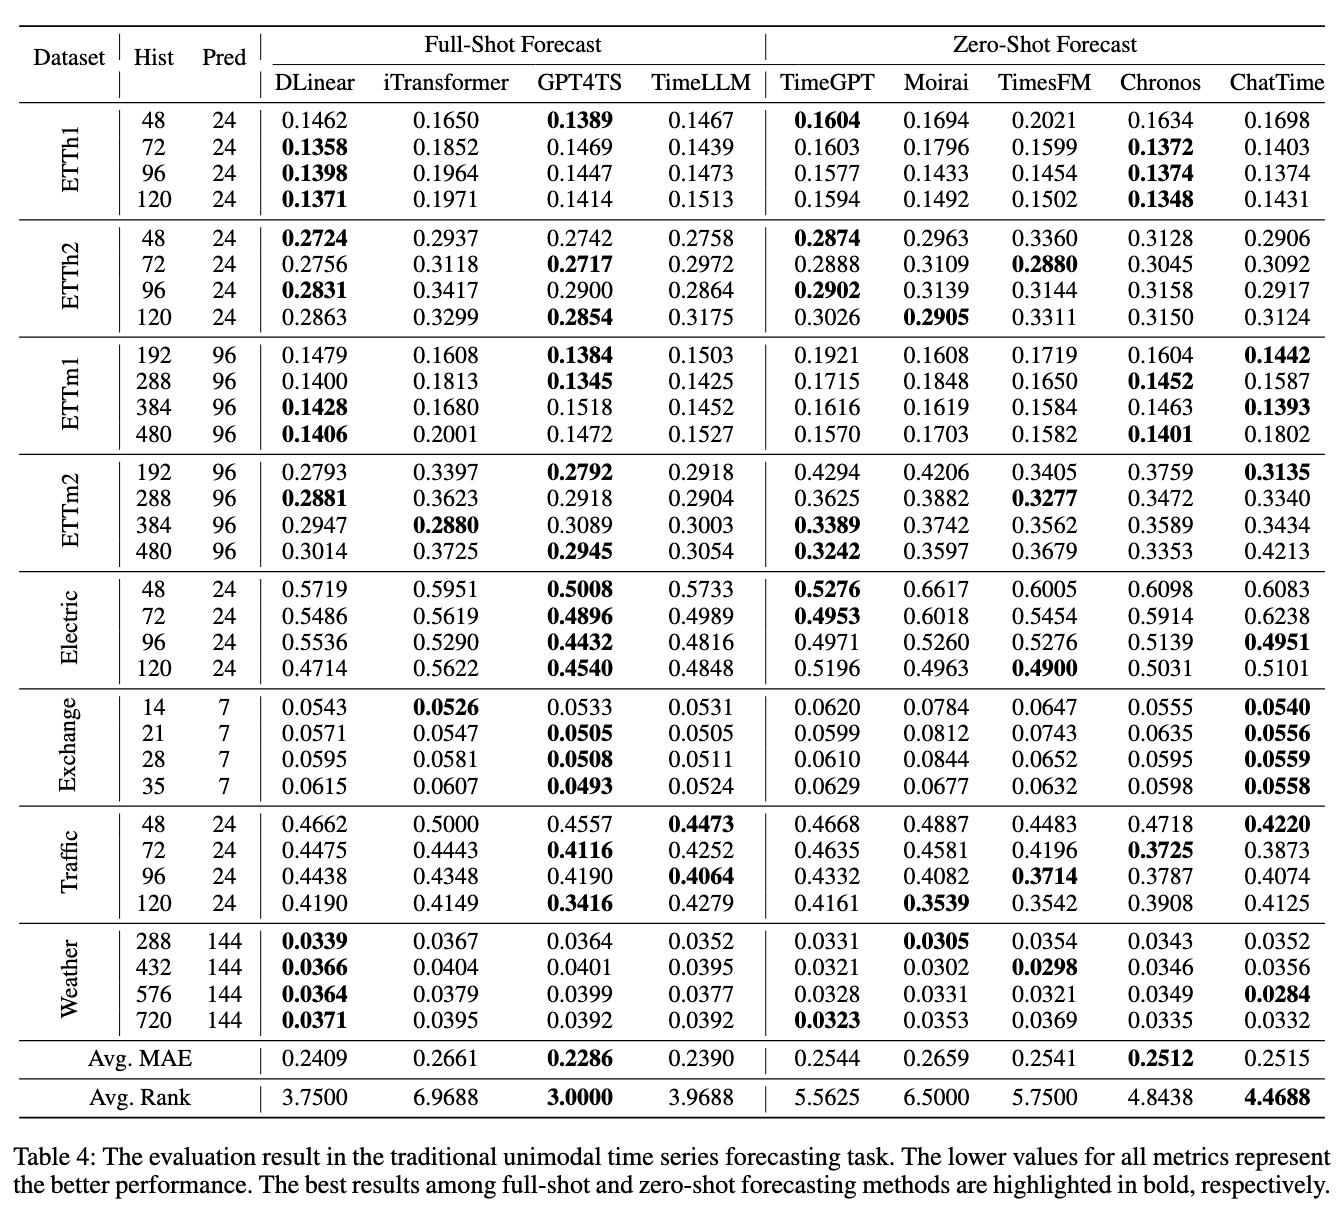 Full-Shot Forecast Zero-Shot Forecast
Dataset Hist Pred
DLinear iTransformer GPT4TS TimeLLM TimeGPT Moirai TimesFM Chronos ChatTime
ETTh1
48 24 0.1462 0.1650 0.1389 0.1467 0.1604 0.1694 0.2021 0.1634 0.1698
72 24 0.1358 0.1852 0.1469 0.1439 0.1603 0.1796 0.1599 0.1372 0.1403
96 24 0.1398 0.1964 0.1447 0.1473 0.1577 0.1433 0.1454 0.1374 0.1374
120 24 0.1371 0.1971 0.1414 0.1513 0.1594 0.1492 0.1502 0.1348 0.1431
ETTh2
48 24 0.2724 0.2937 0.2742 0.2758 0.2874 0.2963 0.3360 0.3128 0.2906
72 24 0.2756 0.3118 0.2717 0.2972 0.2888 0.3109 0.2880 0.3045 0.3092
96 24 0.2831 0.3417 0.2900 0.2864 0.2902 0.3139 0.3144 0.3158 0.2917
120 24 0.2863 0.3299 0.2854 0.3175 0.3026 0.2905 0.3311 0.3150 0.3124
ETTm1
192 96 0.1479 0.1608 0.1384 0.1503 0.1921 0.1608 0.1719 0.1604 0.1442
288 96 0.1400 0.1813 0.1345 0.1425 0.1715 0.1848 0.1650 0.1452 0.1587
384 96 0.1428 0.1680 0.1518 0.1452 0.1616 0.1619 0.1584 0.1463 0.1393
480 96 0.1406 0.2001 0.1472 0.1527 0.1570 0.1703 0.1582 0.1401 0.1802
ETTm2
192 96 0.2793 0.3397 0.2792 0.2918 0.4294 0.4206 0.3405 0.3759 0.3135
288 96 0.2881 0.3623 0.2918 0.2904 0.3625 0.3882 0.3277 0.3472 0.3340
384 96 0.2947 0.2880 0.3089 0.3003 0.3389 0.3742 0.3562 0.3589 0.3434
480 96 0.3014 0.3725 0.2945 0.3054 0.3242 0.3597 0.3679 0.3353 0.4213
Electric
48 24 0.5719 0.5951 0.5008 0.5733 0.5276 0.6617 0.6005 0.6098 0.6083
72 24 0.5486 0.5619 0.4896 0.4989 0.4953 0.6018 0.5454 0.5914 0.6238
96 24 0.5536 0.5290 0.4432 0.4816 0.4971 0.5260 0.5276 0.5139 0.4951
120 24 0.4714 0.5622 0.4540 0.4848 0.5196 0.4963 0.4900 0.5031 0.5101
Exchange
14 7 0.0543 0.0526 0.0533 0.0531 0.0620 0.0784 0.0647 0.0555 0.0540
21 7 0.0571 0.0547 0.0505 0.0505 0.0599 0.0812 0.0743 0.0635 0.0556
28 7 0.0595 0.0581 0.0508 0.0511 0.0610 0.0844 0.0652 0.0595 0.0559
35 7 0.0615 0.0607 0.0493 0.0524 0.0629 0.0677 0.0632 0.0598 0.0558
Traffic
48 24 0.4662 0.5000 0.4557 0.4473 0.4668 0.4887 0.4483 0.4718 0.4220
72 24 0.4475 0.4443 0.4116 0.4252 0.4635 0.4581 0.4196 0.3725 0.3873
96 24 0.4438 0.4348 0.4190 0.4064 0.4332 0.4082 0.3714 0.3787 0.4074
120 24 0.4190 0.4149 0.3416 0.4279 0.4161 0.3539 0.3542 0.3908 0.4125
Weather
288 144 0.0339 0.0367 0.0364 0.0352 0.0331 0.0305 0.0354 0.0343 0.0352
432 144 0.0366 0.0404 0.0401 0.0395 0.0321 0.0302 0.0298 0.0346 0.0356
576 144 0.0364 0.0379 0.0399 0.0377 0.0328 0.0331 0.0321 0.0349 0.0284
720 144 0.0371 0.0395 0.0392 0.0392 0.0323 0.0353 0.0369 0.0335 0.0332
Avg. MAE 0.2409 0.2661 0.2286 0.2390 0.2544 0.2659 0.2541 0.2512 0.2515
Avg. Rank 3.7500 6.9688 3.0000 3.9688 5.5625 6.5000 5.7500 4.8438 4.4688
Table 4: The evaluation result in the traditional unimodal time series forecasting task. The lower values for all metrics represent
the better performance. The best results among full-shot and zero-shot forecasting methods are highlighted in bold, respectively.